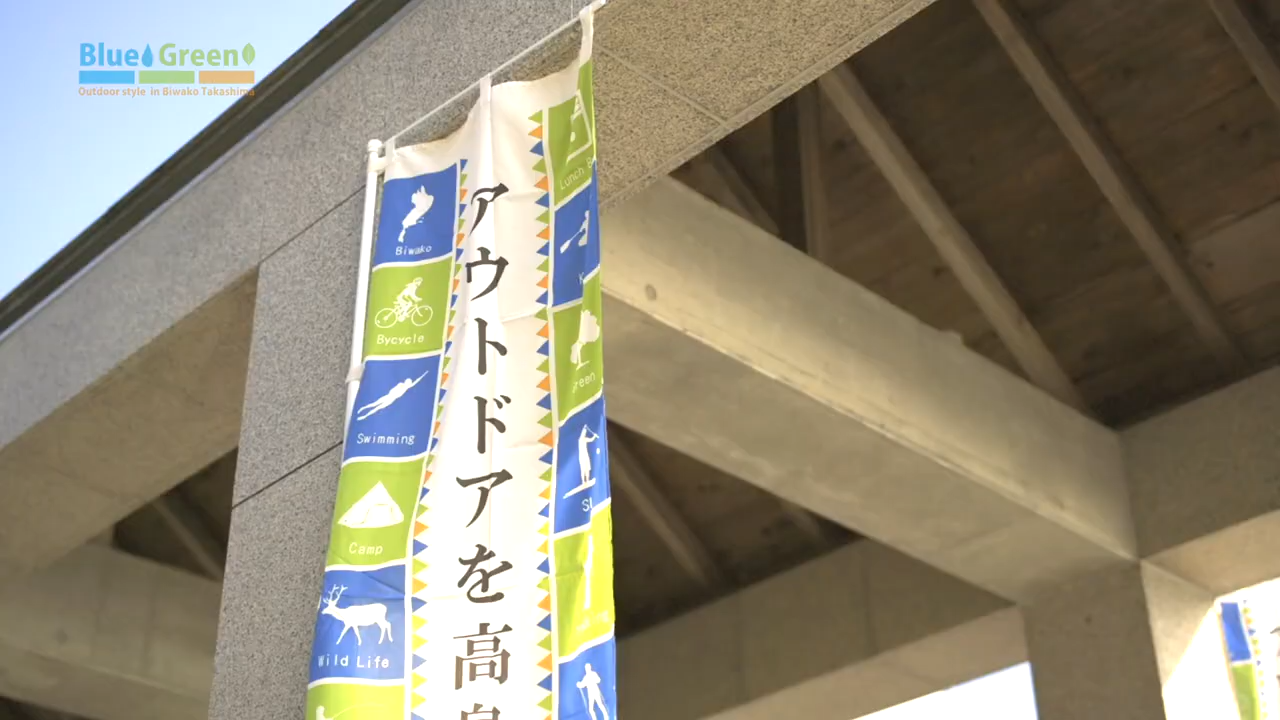 Blue Green
Outdoor style in Biwako Takashima
アウトドアを高島
Biwako
Bycycle
Swimming
Camp
Wild Life
Lunch